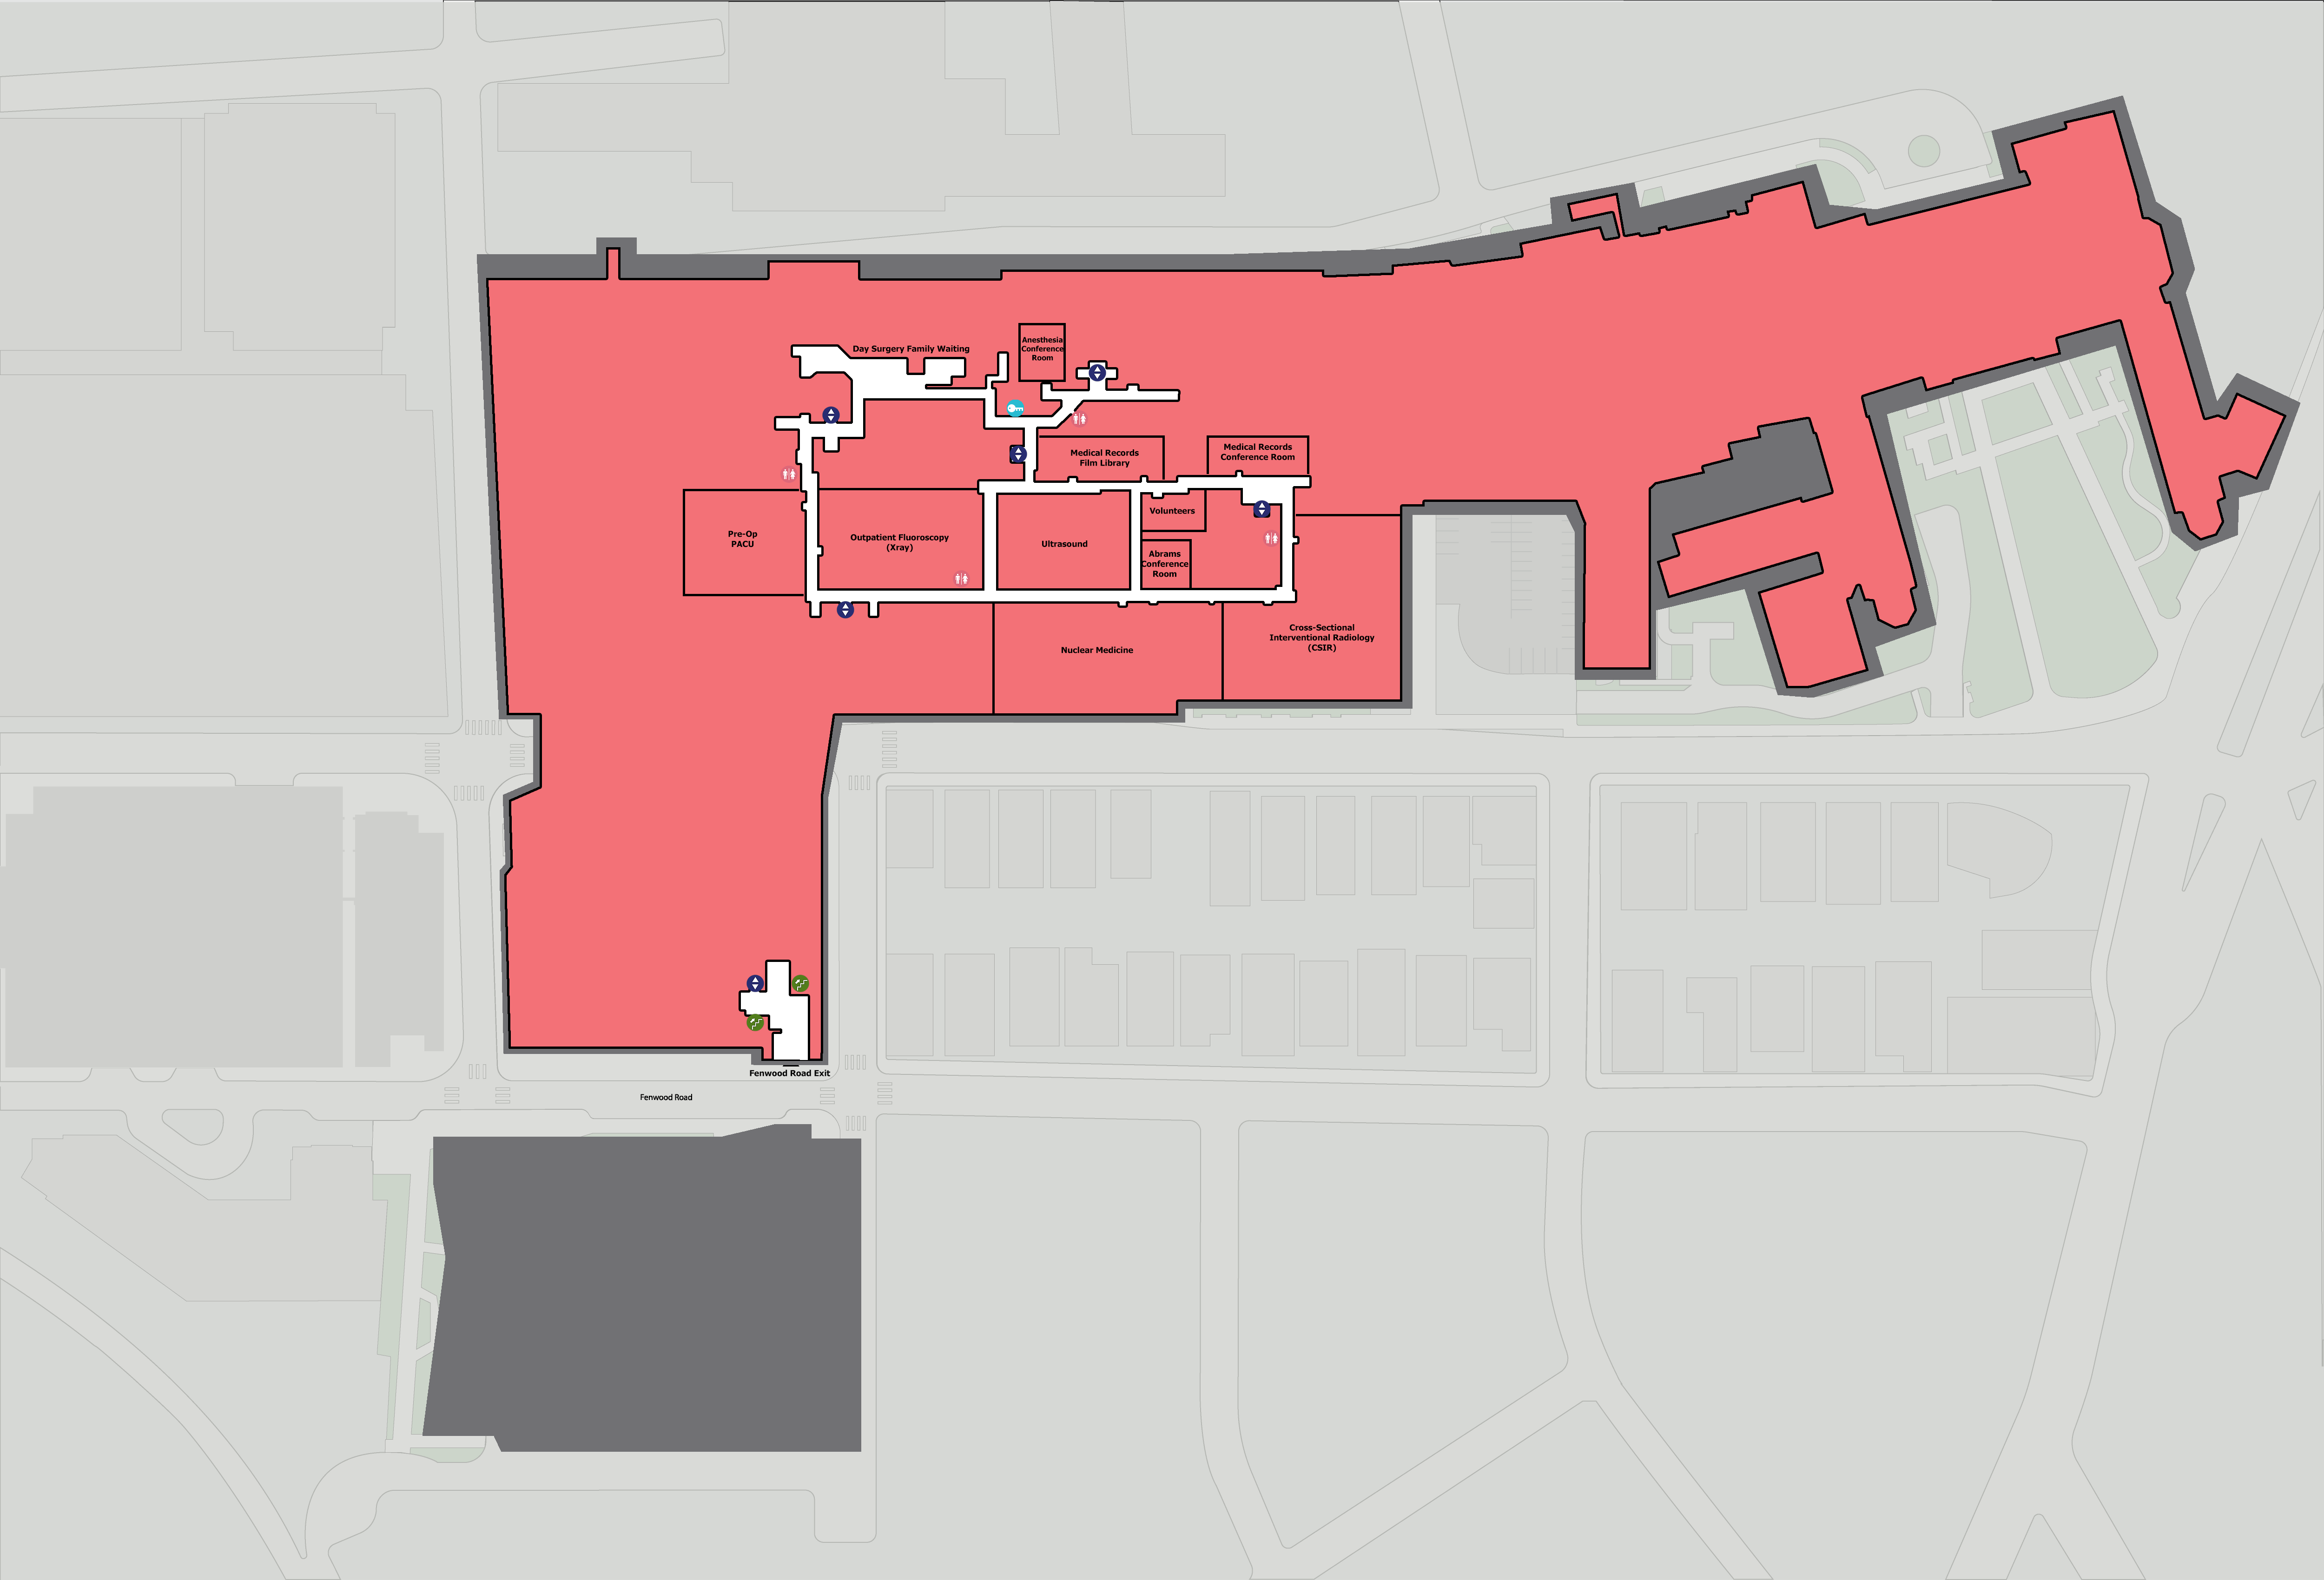 Day Surgery Family Waiting
Anesthesia
Conference
Room
Medical Records
Film Library
Medical Records
Conference Room
Volunteers
Pre-Op
PACU
Outpatient Fluoroscopy
(Xray)
Ultrasound
Abrams
Conference
Room
Cross-Sectional
Interventional Radiology
(CSIR)
Nuclear Medicine
Fenwood Road Exit
Fenwood Road